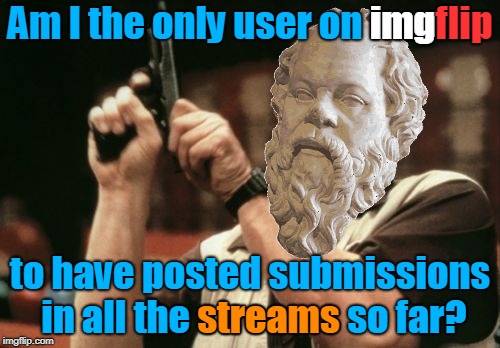 Am I the only user on imgflip
to have posted submissions
in all the streams so far?
imgflip.com